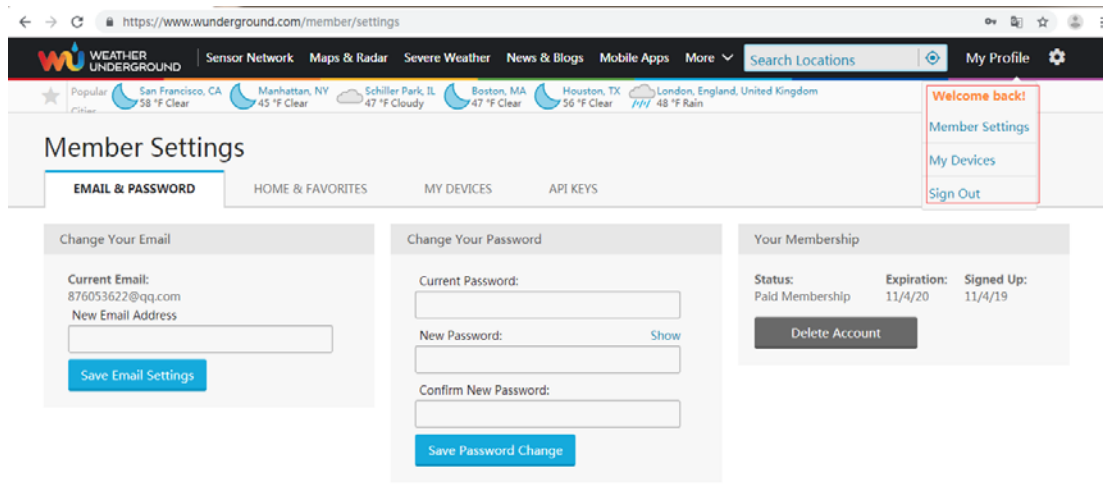 https://www.wunderground.com/member/settings
WEATHER UNDERGROUND
Sensor Network Maps & Radar Severe Weather News & Blogs Mobile Apps More Search Locations My Profile
Popular Cities
San Francisco, CA
58 °F Clear
Manhattan, NY
45 °F Clear
Schiller Park, IL
47 °F Cloudy
Boston, MA
47 °F Clear
Houston, TX
56 °F Clear
London, England, United Kingdom
48 °F Rain
Welcome back!
Member Settings
My Devices
Sign Out
Member Settings
EMAIL & PASSWORD HOME & FAVORITES MY DEVICES API KEYS
Change Your Email
Current Email:
876053622@qq.com
New Email Address
Save Email Settings
Change Your Password
Current Password:
New Password: Show
Confirm New Password:
Save Password Change
Your Membership
Status: Expiration: Signed Up:
Paid Membership 11/4/20 11/4/19
Delete Account